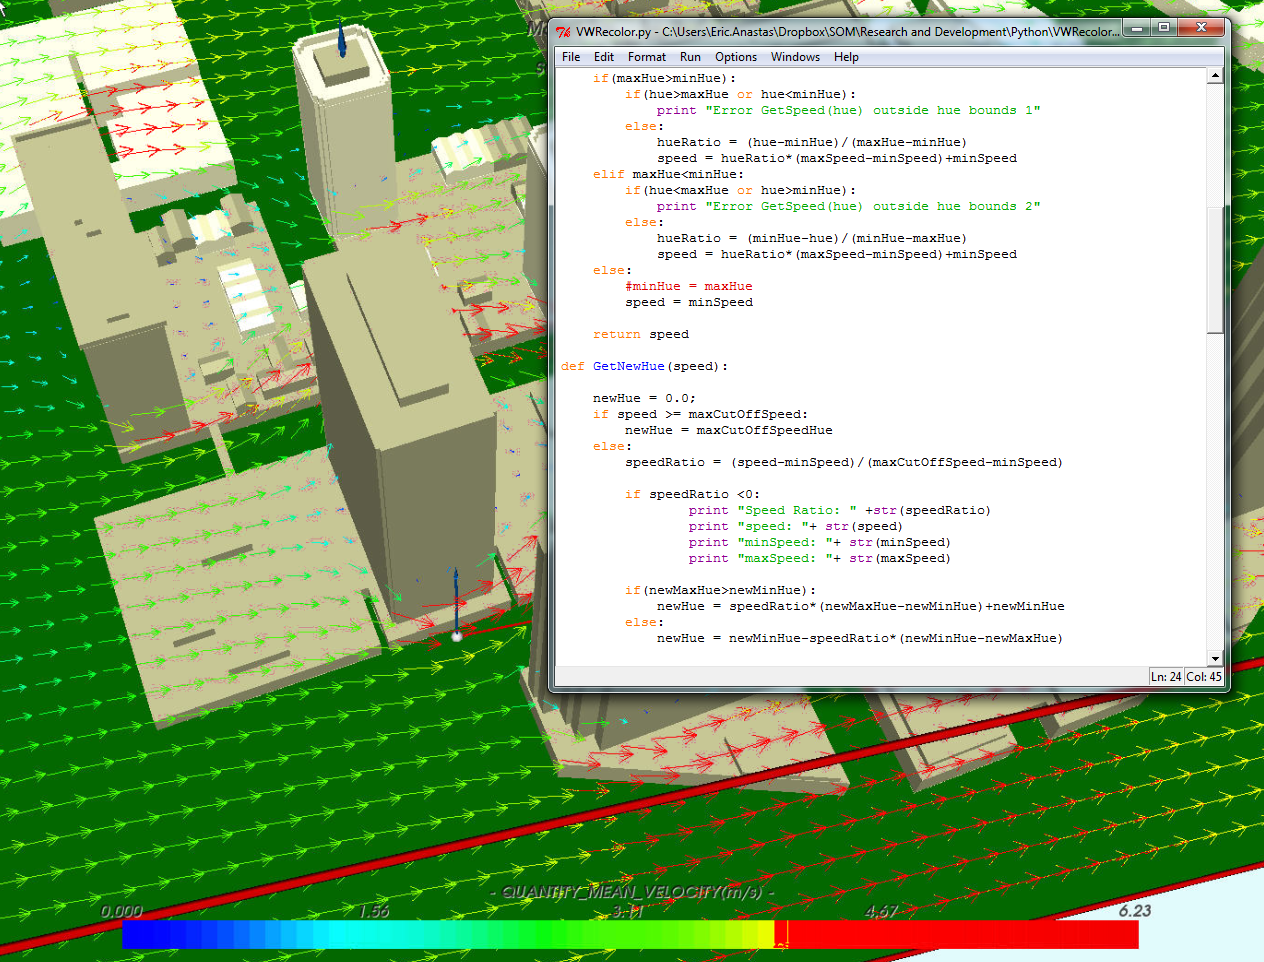 VWRecolor.py - C:\Users\Eric.Anastas\Dropbox\SOM\Research and Development\Python\VWRecolor...
File Edit Format Run Options Windows Help
if(maxHue>minHue):
if(hue>maxHue or hue<minHue):
print "Error GetSpeed(hue) outside hue bounds 1"
else:
hueRatio = (hue-minHue)/(maxHue-minHue)
speed = hueRatio*(maxSpeed-minSpeed)+minSpeed
elif maxHue<minHue:
if(hue<maxHue or hue>minHue):
print "Error GetSpeed(hue) outside hue bounds 2"
else:
hueRatio = (minHue-hue)/(minHue-maxHue)
speed = hueRatio*(maxSpeed-minSpeed)+minSpeed
else:
#minHue = maxHue
speed = minSpeed
return speed
def GetNewHue(speed):
newHue = 0.0;
if speed >= maxCutOffSpeed:
newHue = maxCutOffSpeedHue
else:
speedRatio = (speed-minSpeed)/(maxCutOffSpeed-minSpeed)
if speedRatio <0:
print "Speed Ratio: " +str(speedRatio)
print "speed: "+ str(speed)
print "minSpeed: "+ str(minSpeed)
print "maxSpeed: "+ str(maxSpeed)
if(newMaxHue>newMinHue):
newHue = speedRatio*(newMaxHue-newMinHue)+newMinHue
else:
newHue = newMinHue-speedRatio*(newMinHue-newMaxHue)
Ln: 24 Col: 45
- QUANTITY_MEAN_VELOCITY(m/s) -
0.000 1.56 3.11 4.67 6.23